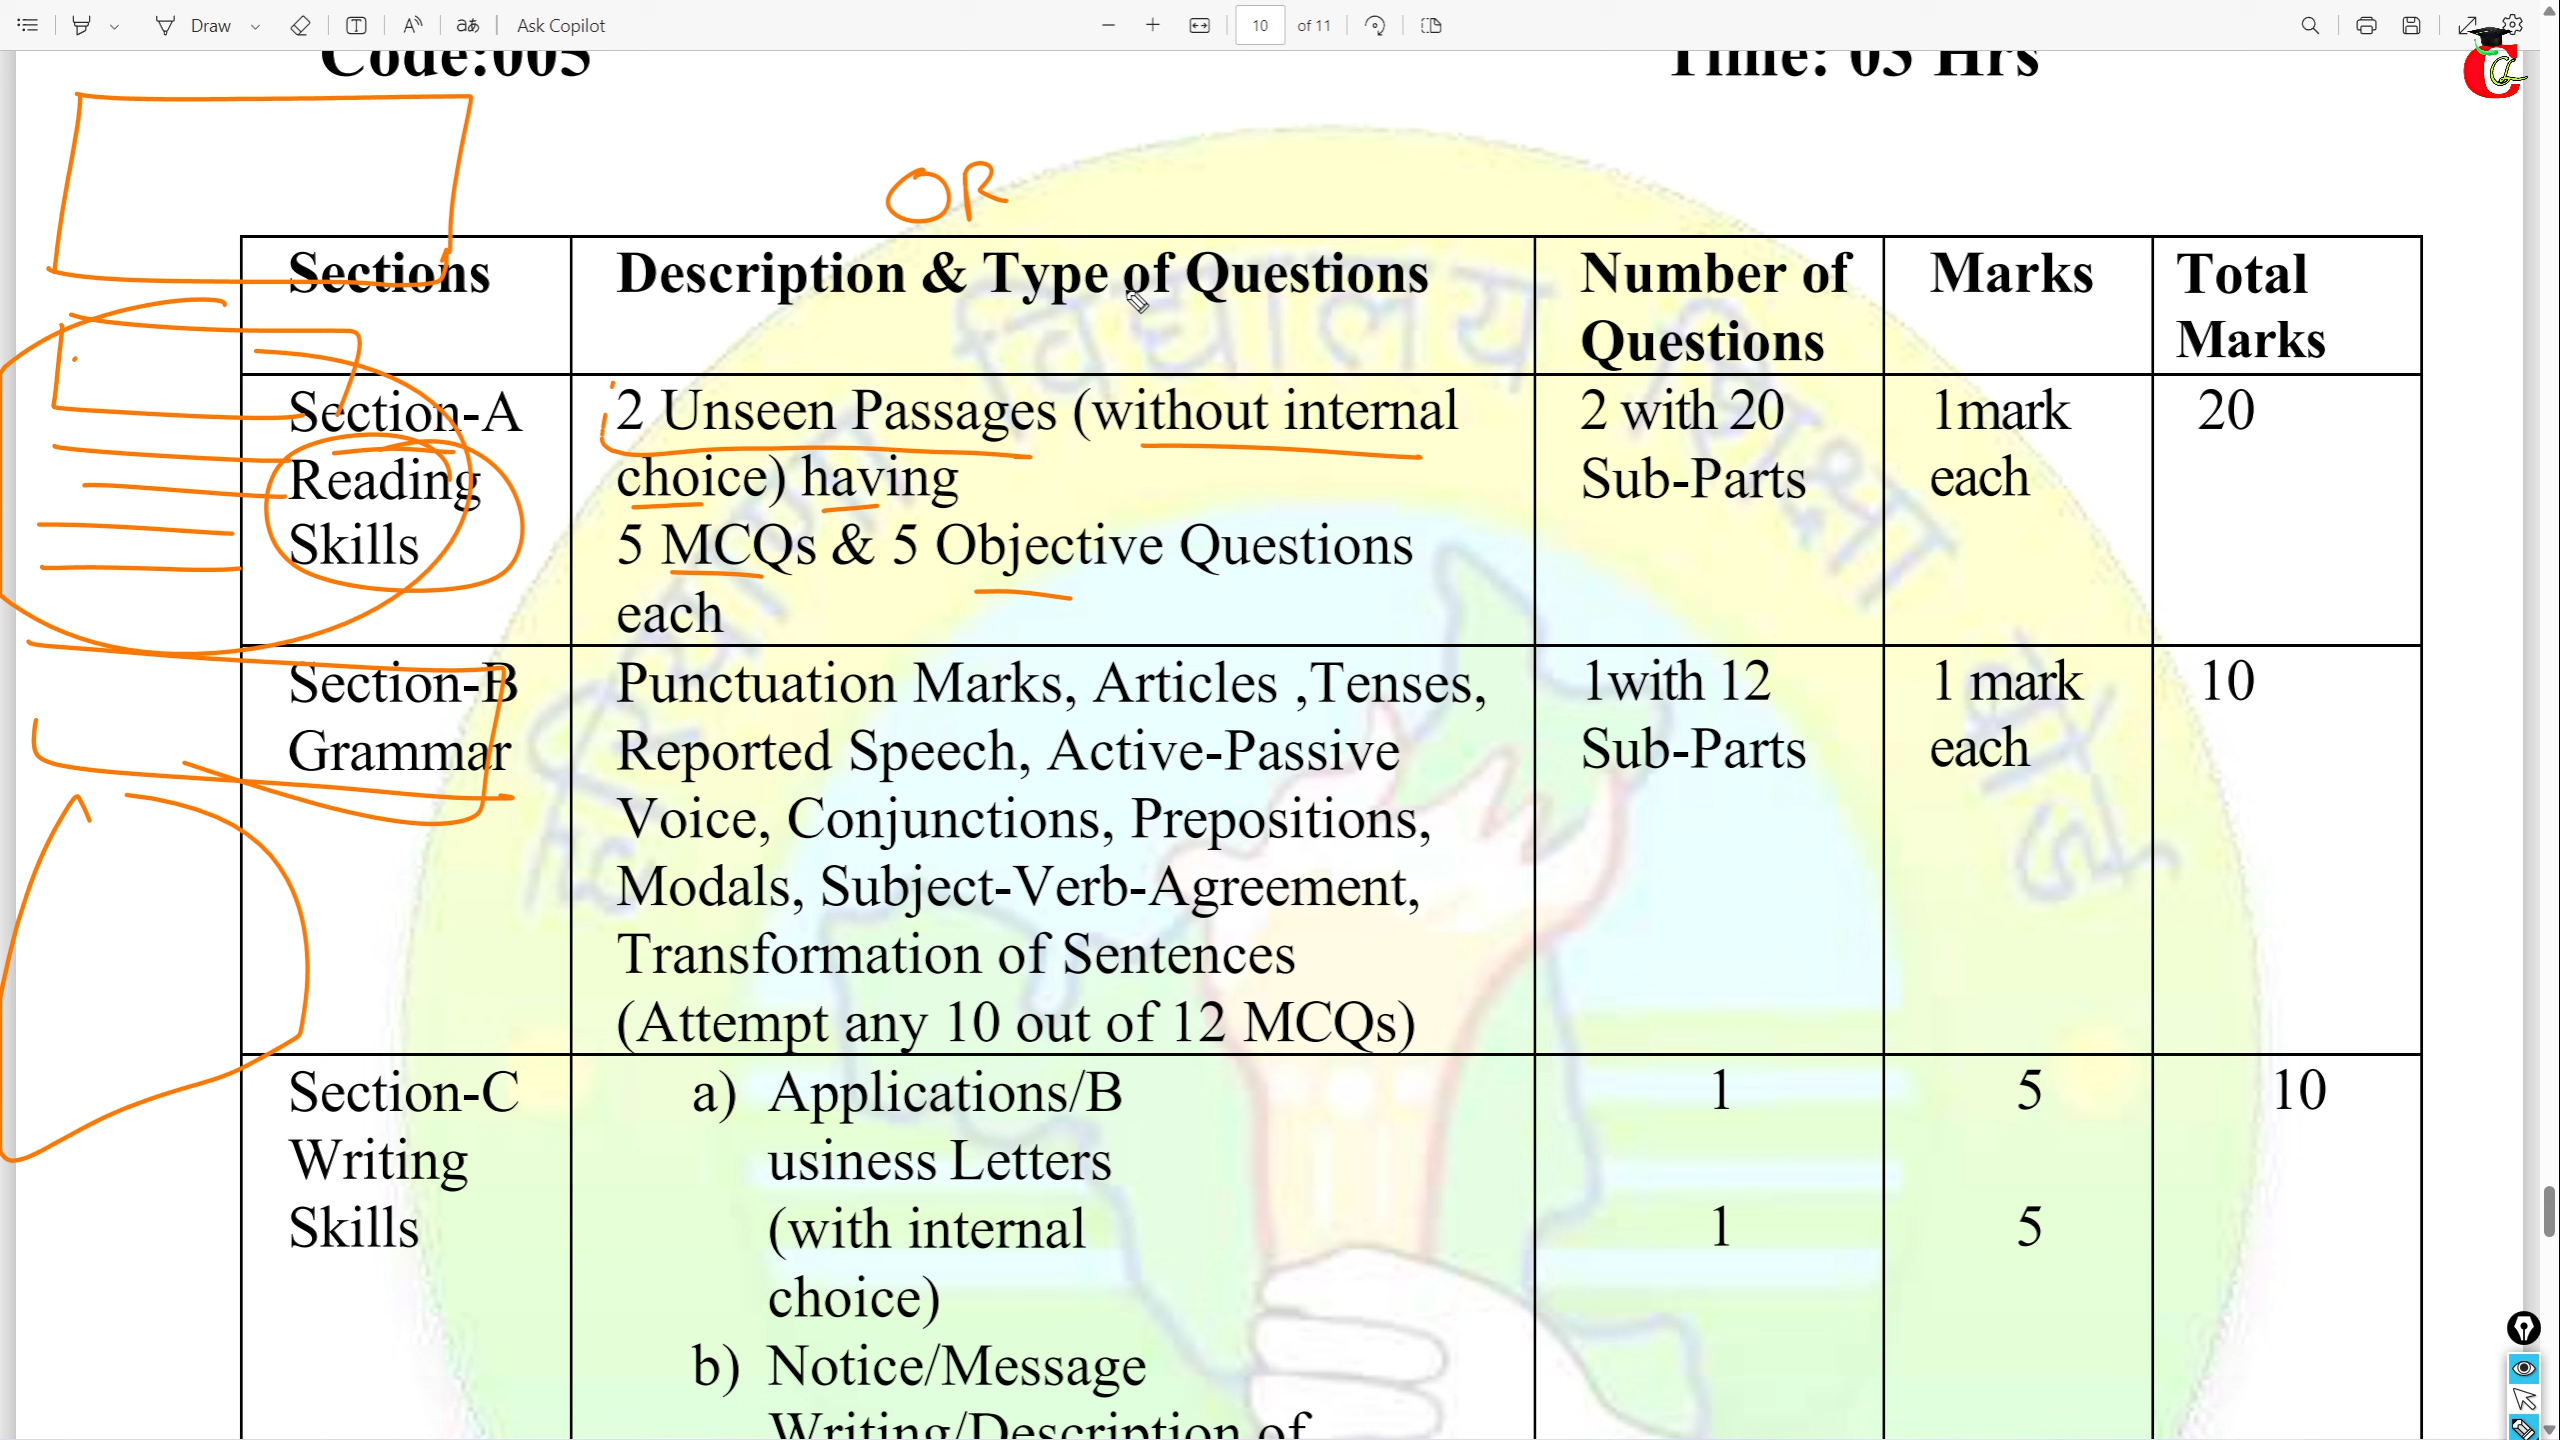 Draw
Ask Copilot
10 of 11
Code:005
Time: 03 Hrs
OR
Sections
Description & Type of Questions
Number of
Questions
Marks
Total
Marks
Section-A
Reading
Skills
2 Unseen Passages (without internal
choice) having
5 MCQs & 5 Objective Questions
each
2 with 20
Sub-Parts
1mark
each
20
Section-B
Grammar
Punctuation Marks, Articles ,Tenses,
Reported Speech, Active-Passive
Voice, Conjunctions, Prepositions,
Modals, Subject-Verb-Agreement,
Transformation of Sentences
(Attempt any 10 out of 12 MCQs)
1with 12
Sub-Parts
1 mark
each
10
Section-C
Writing
Skills
a) Applications/B
usiness Letters
(with internal
choice)
b) Notice/Message
Writing/Description of
1
5
10
1
5
विद्यालय शिक्षा बोर्ड